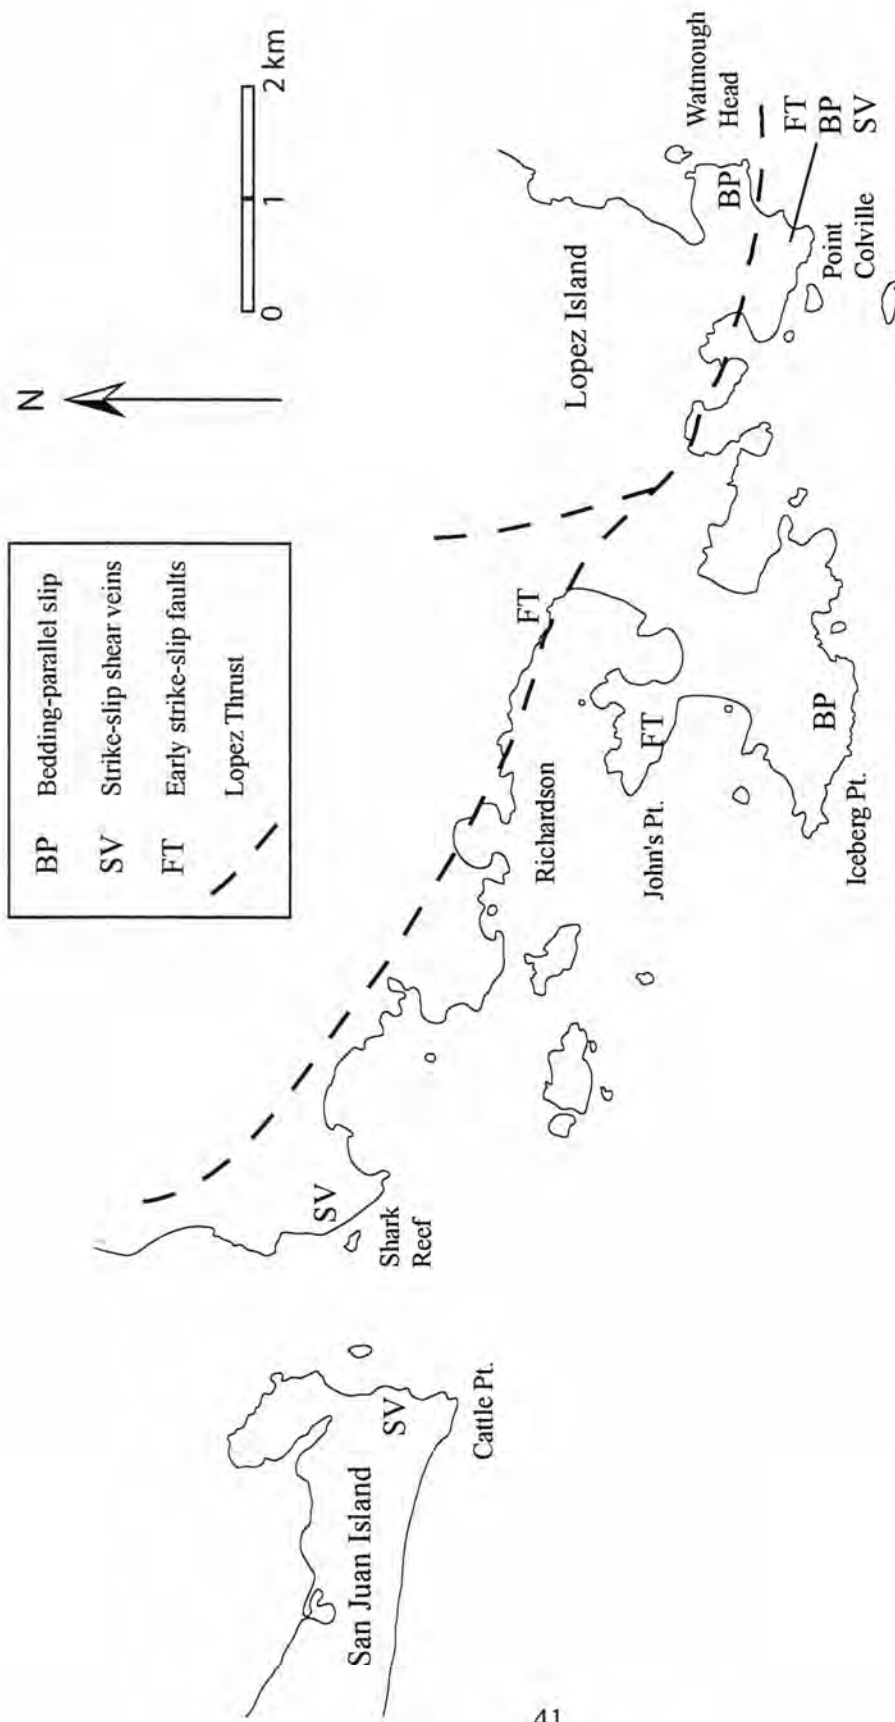 BP Bedding-parallel slip
SV Strike-slip shear veins
FT Early strike-slip faults
Lopez Thrust
N
0 1 2 km
San Juan Island
SV
Cattle Pt.
SV
Shark
Reef
Richardson
FT
John's Pt.
FT
Iceberg Pt.
BP
Lopez Island
Watmough
Head
BP
FT
BP
SV
Point
Colville
41